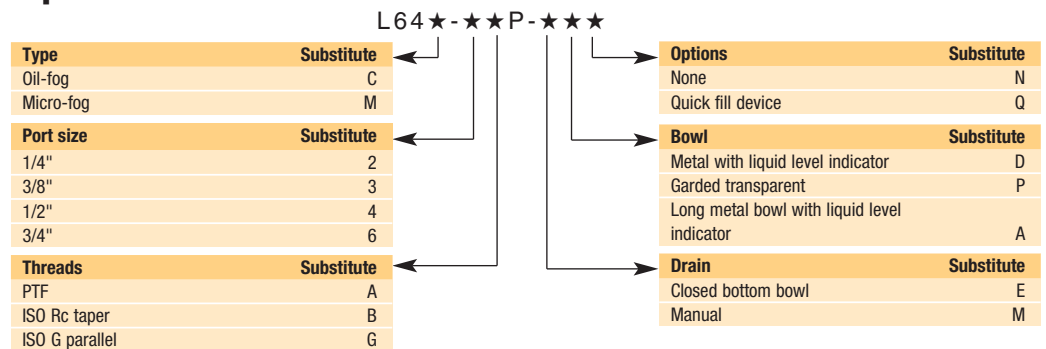 L64★-★★P-★★★
Type Substitute
Oil-fog C
Micro-fog M
Port size Substitute
1/4" 2
3/8" 3
1/2" 4
3/4" 6
Threads Substitute
PTF A
ISO Rc taper B
ISO G parallel G
Options Substitute
None N
Quick fill device Q
Bowl Substitute
Metal with liquid level indicator D
Garded transparent P
Long metal bowl with liquid level
indicator A
Drain Substitute
Closed bottom bowl E
Manual M